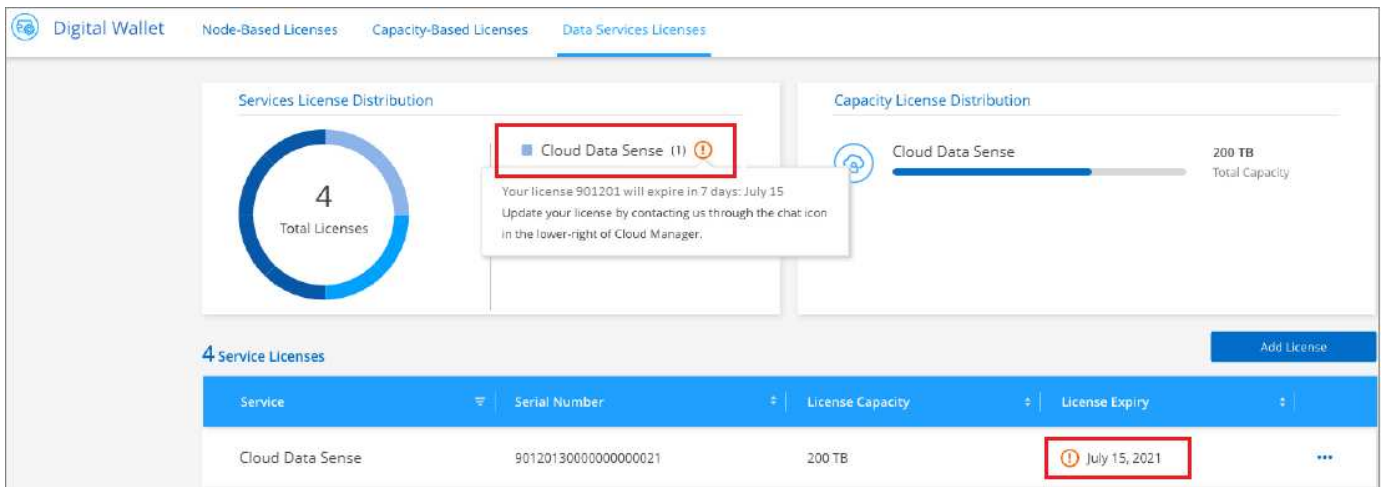 Digital Wallet
Node-Based Licenses
Capacity-Based Licenses
Data Services Licenses
Services License Distribution
4
Total Licenses
Cloud Data Sense (1)
Your license 901201 will expire in 7 days: July 15
Update your license by contacting us through the chat icon
in the lower-right of Cloud Manager.
Capacity License Distribution
Cloud Data Sense
200 TB
Total Capacity
4 Service Licenses
Add License
Service
Serial Number
License Capacity
License Expiry
Cloud Data Sense
90120130000000000021
200 TB
July 15, 2021